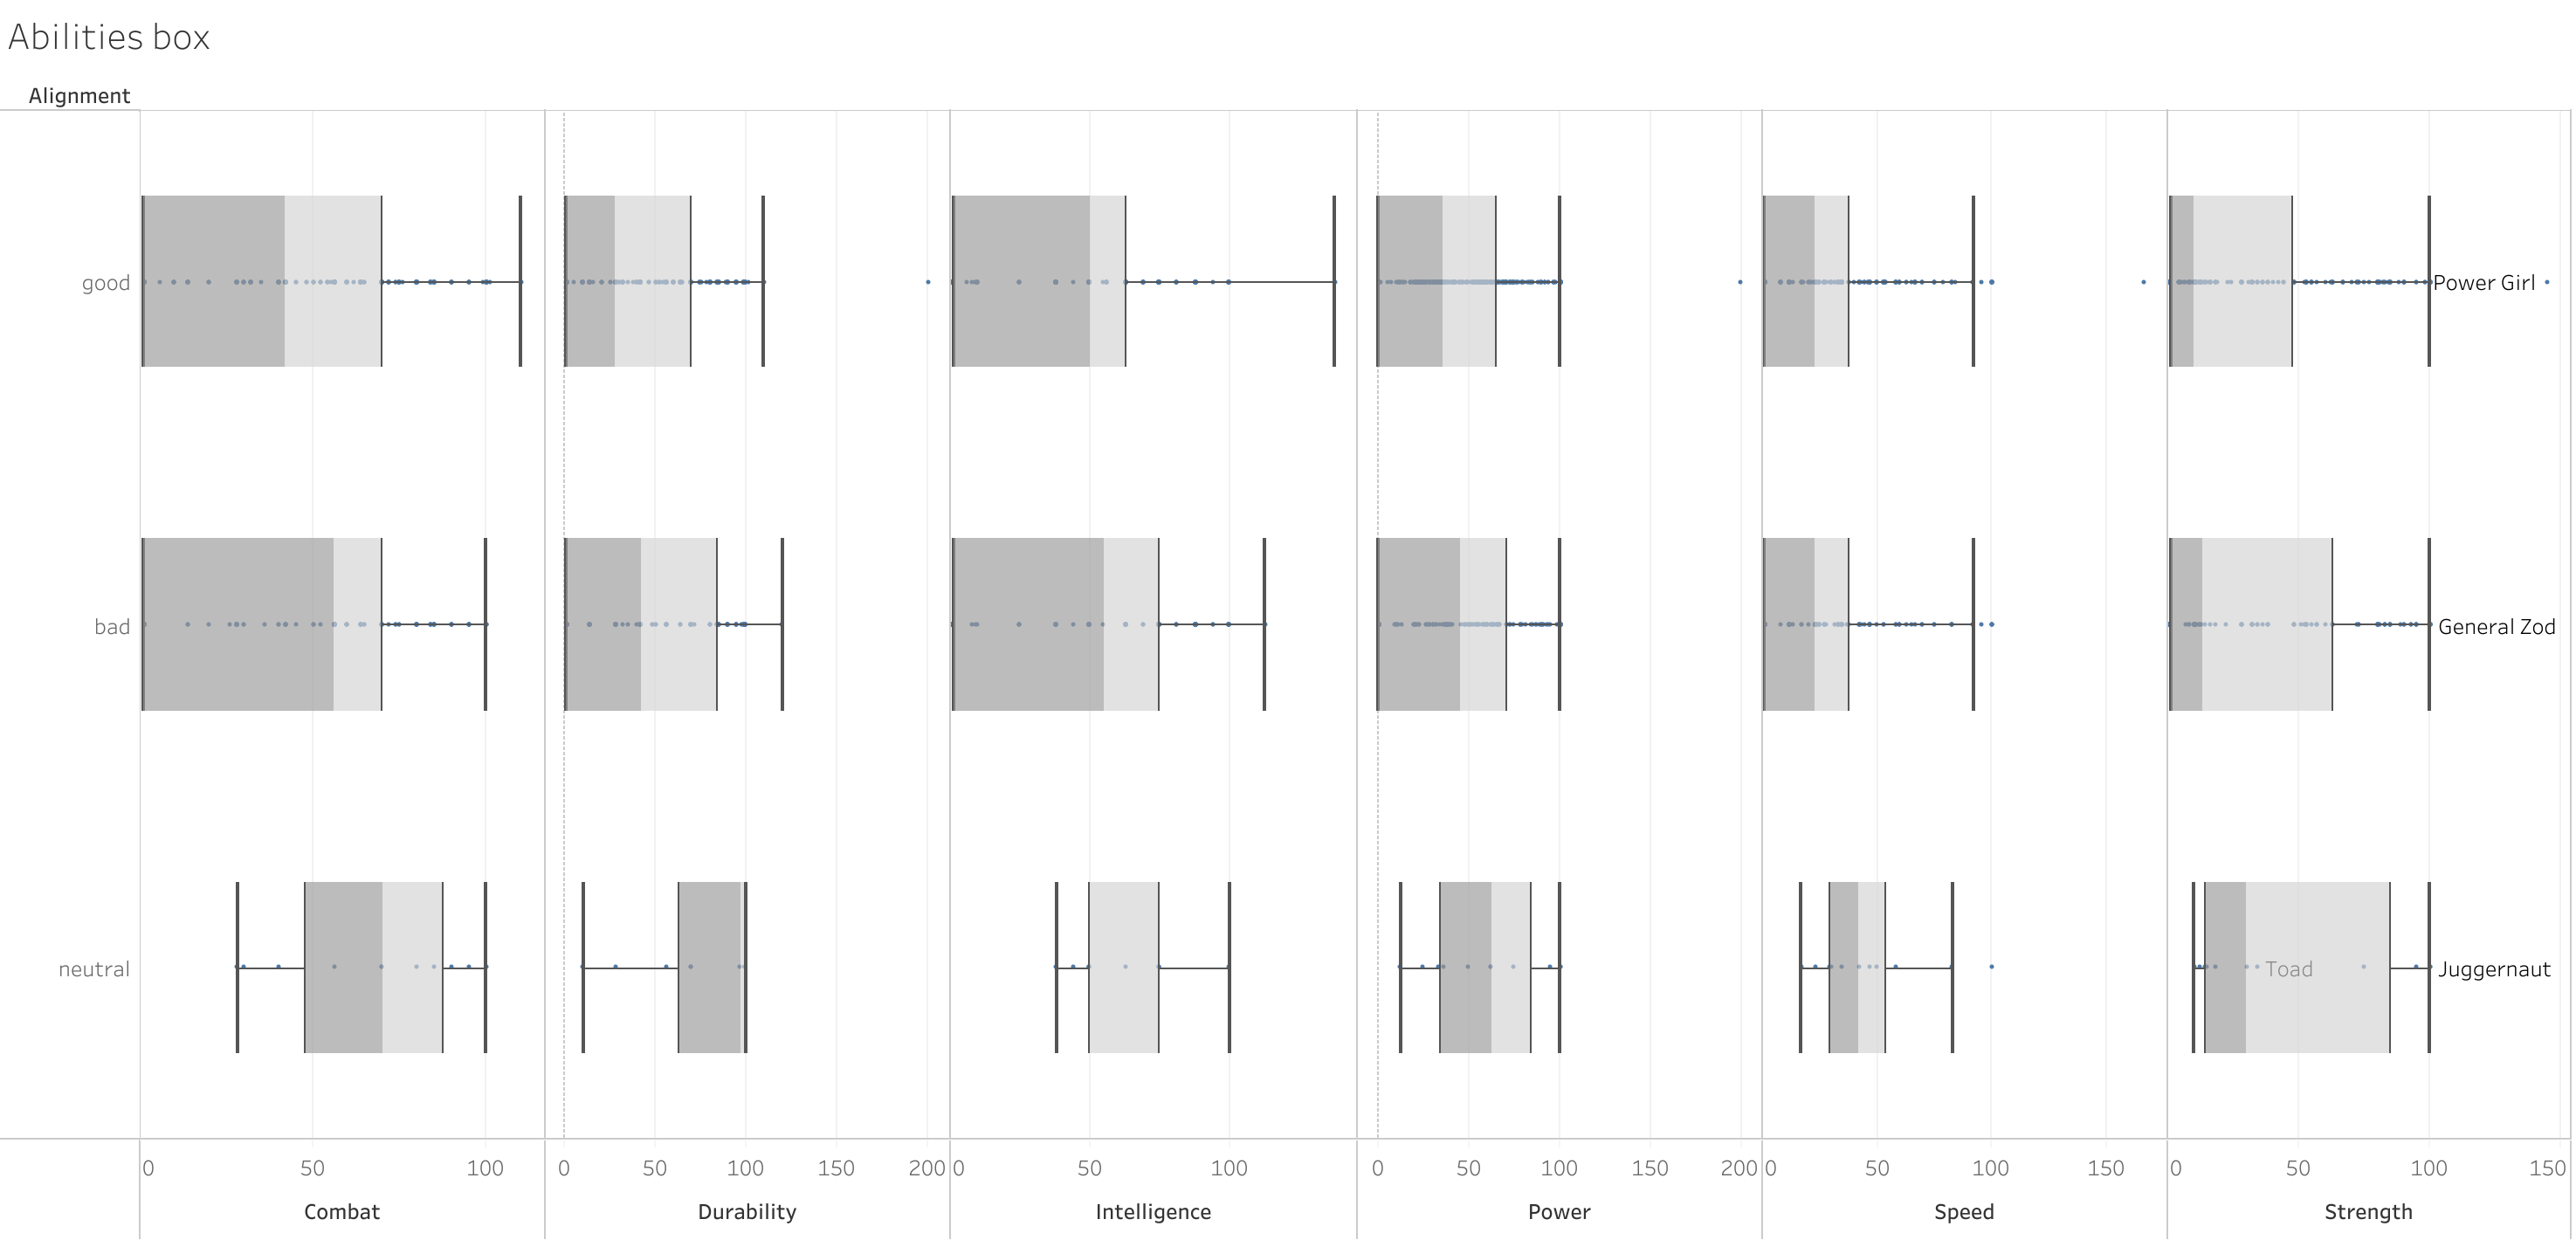 Abilities box
Alignment
good
Power Girl
bad
General Zod
neutral
Toad
Juggernaut
0 50 100 0 50 100 150 200 0 50 100 0 50 100 150 200 0 50 100 150 0 50 100 150
Combat Durability Intelligence Power Speed Strength